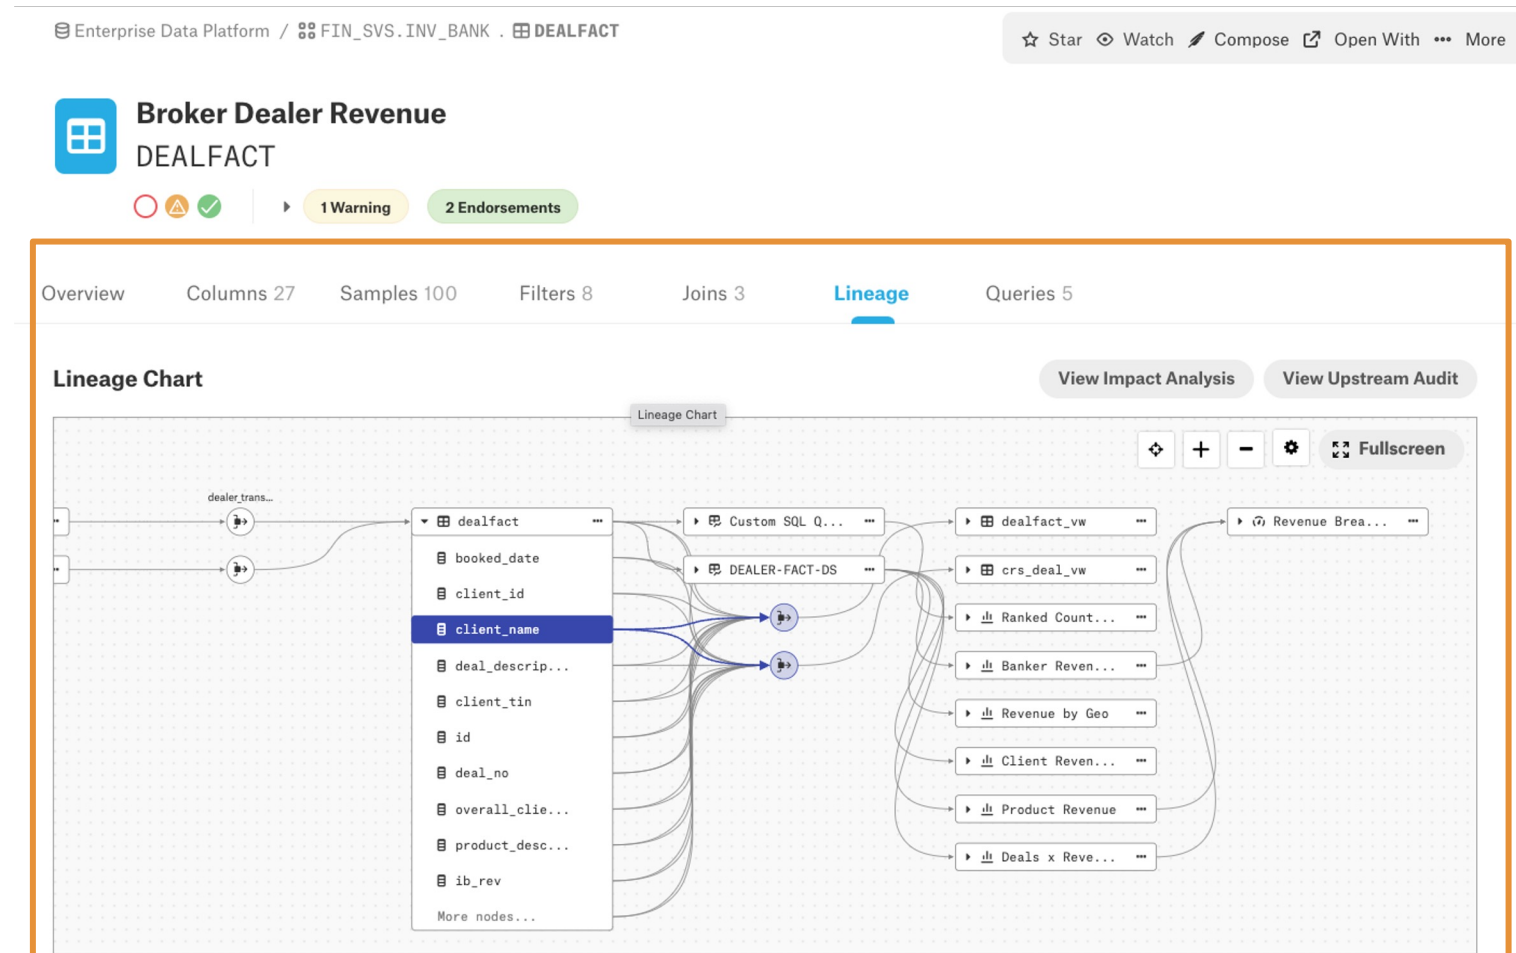 Enterprise Data Platform / FIN_SVS.INV_BANK . DEALFACT
Star Watch Compose Open With ••• More
Broker Dealer Revenue
DEALFACT
1 Warning 2 Endorsements
Overview Columns 27 Samples 100 Filters 8 Joins 3 Lineage Queries 5
Lineage Chart
View Impact Analysis View Upstream Audit
Lineage Chart
Fullscreen
dealer_trans...
dealfact
booked_date
client_id
client_name
deal_descrip...
client_tin
id
deal_no
overall_clie...
product_desc...
ib_rev
More nodes...
Custom SQL Q...
DEALER-FACT-DS
dealfact_vw
crs_deal_vw
Ranked Count...
Banker Reven...
Revenue by Geo
Client Reven...
Product Revenue
Deals x Reve...
Revenue Brea...